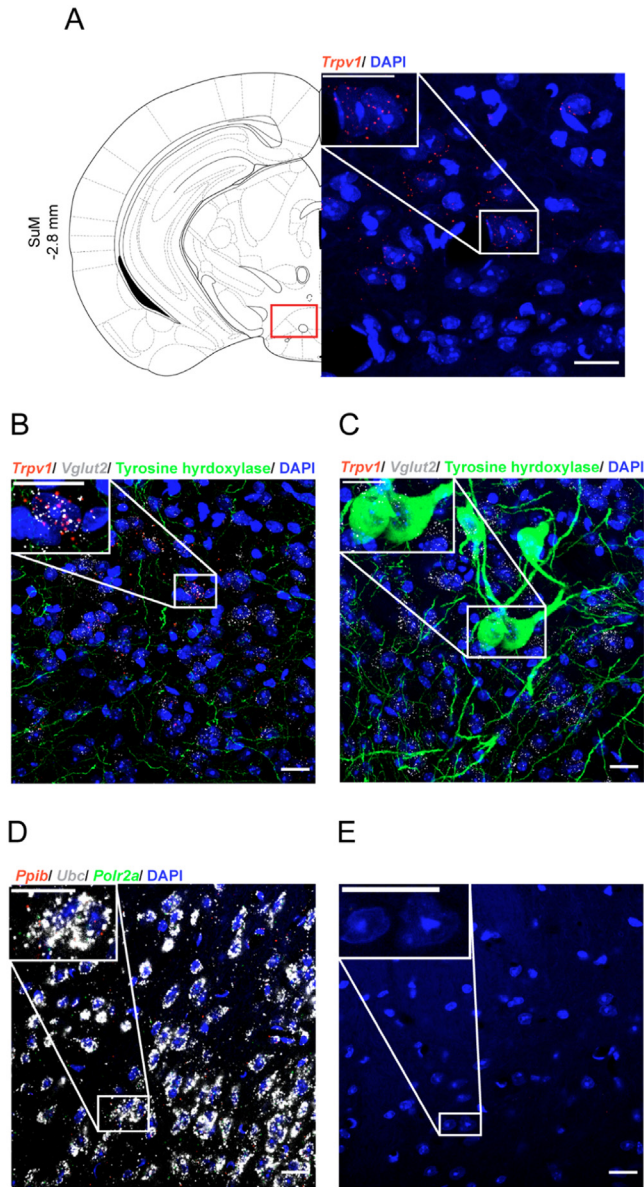 A
Trpv1/ DAPI
SuM
-2.8 mm
B
Trpv1/ Vglut2/ Tyrosine hyrdoxylase/ DAPI
C
Trpv1/ Vglut2/ Tyrosine hyrdoxylase/ DAPI
D
Ppib/ Ubc/ Polr2a/ DAPI
E